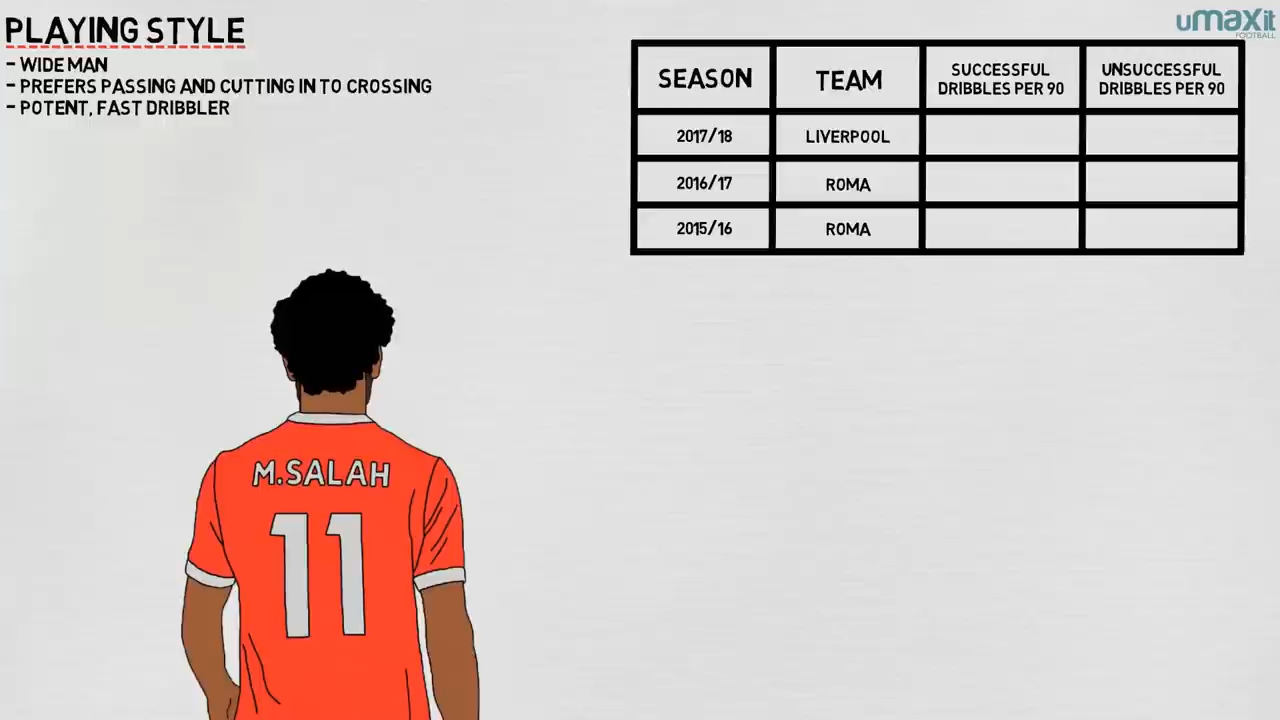 PLAYING STYLE
- WIDE MAN
- PREFERS PASSING AND CUTTING IN TO CROSSING
- POTENT, FAST DRIBBLER
umaxit
FOOTBALL
SEASON TEAM SUCCESSFUL DRIBBLES PER 90 UNSUCCESSFUL DRIBBLES PER 90
2017/18 LIVERPOOL
2016/17 ROMA
2015/16 ROMA
M.SALAH
11